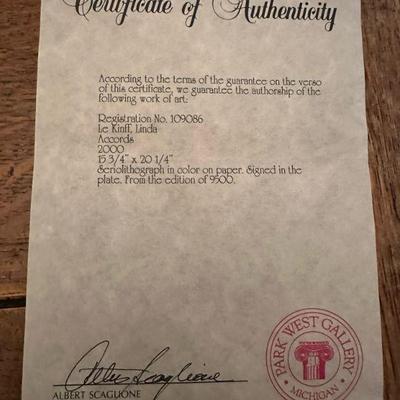 Certificate of Authenticity
According to the terms of the guarantee on the verso
of this certificate, we guarantee the authorship of the
following work of art:
Registration No. 109086
Le Kinff, Linda
Accords
2000
15 3/4" x 20 1/4"
Seriolithograph in color on paper. Signed in the
plate. From the edition of 9500.
Albert Scaglione
ALBERT SCAGLIONE
PARK WEST GALLERY
MICHIGAN